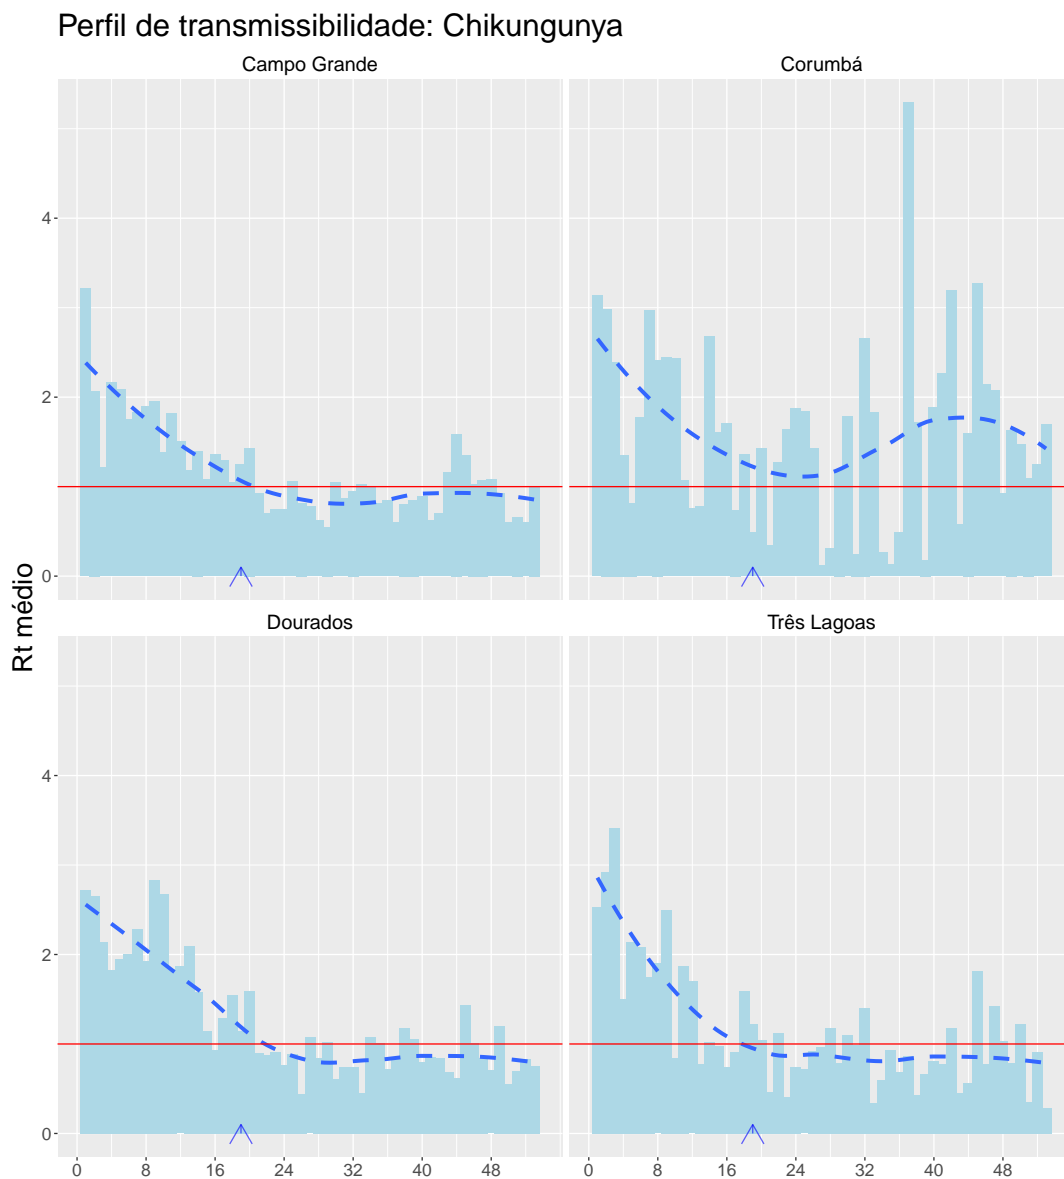 Perfil de transmissibilidade: Chikungunya
Campo Grande
Corumbá
4
2
0
Rt médio
Dourados
Três Lagoas
4
2
0
0 8 16 24 32 40 48
0 8 16 24 32 40 48